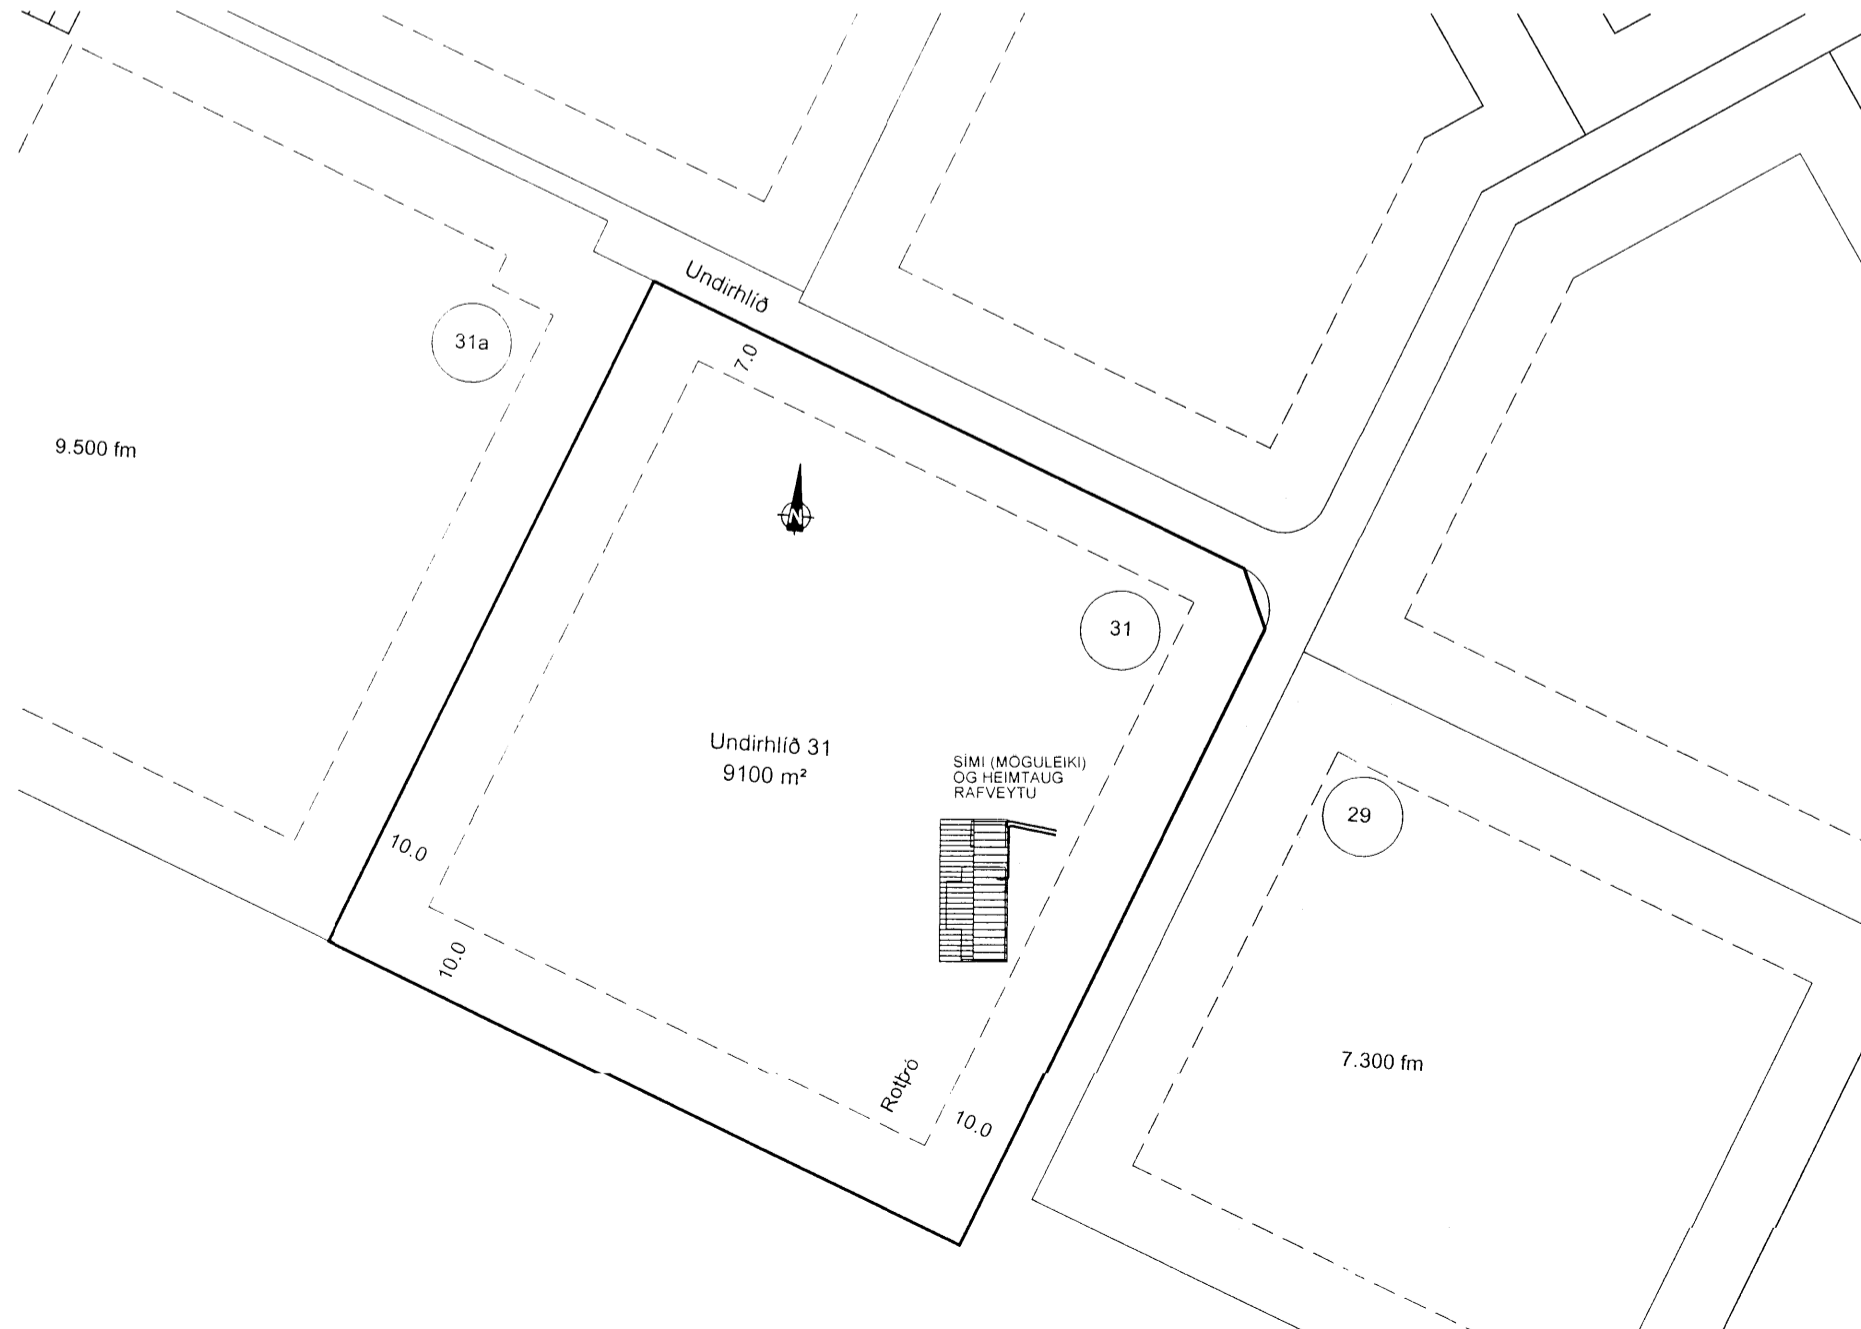 Undirhlíð
7.0
31a
9.500 fm
N
31
Undirhlíð 31
9100 m²
SÍMI (MÖGULEIKI)
OG HEIMTAUG
RAFVEYTU
29
10.0
10.0
Rotþró
10.0
7.300 fm